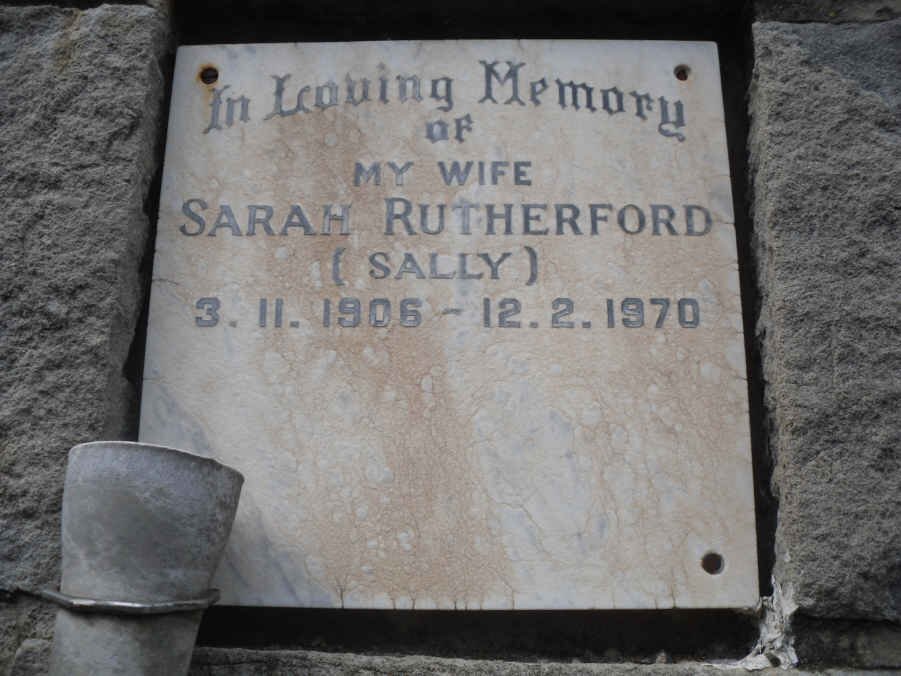 In Loving Memory
of
MY WIFE
SARAH RUTHERFORD
( SALLY )
3. 11. 1906 - 12. 2. 1970